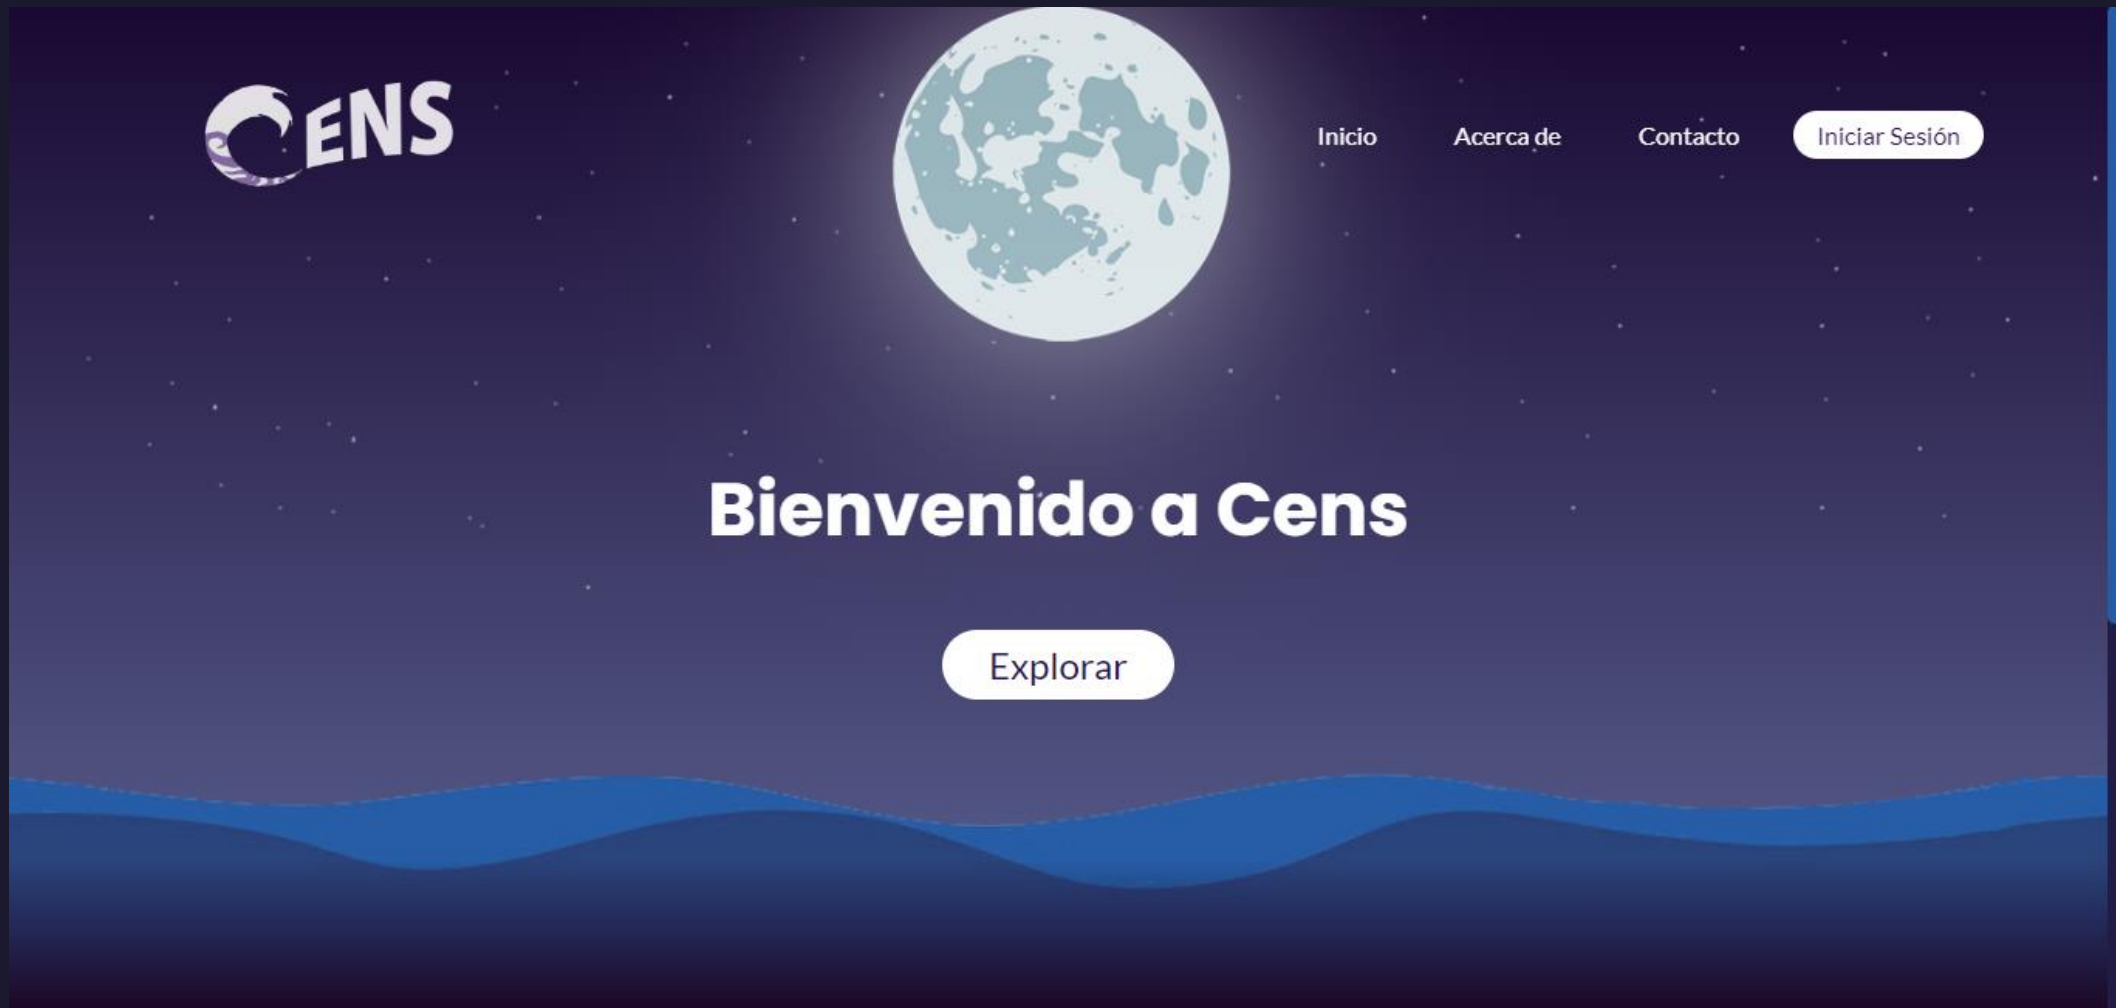 CENS
Inicio
Acerca de
Contacto
Iniciar Sesión
Bienvenido a Cens
Explorar